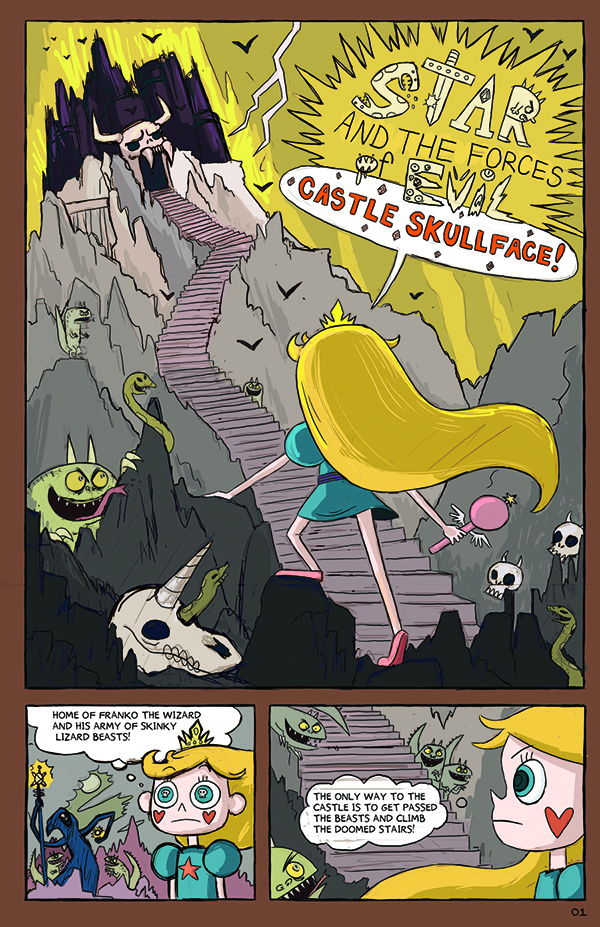 STAR
AND THE FORCES
OF EVIL
CASTLE SKULLFACE!
HOME OF FRANKO THE WIZARD
AND HIS ARMY OF SKINKY
LIZARD BEASTS!
THE ONLY WAY TO THE
CASTLE IS TO GET PASSED
THE BEASTS AND CLIMB
THE DOOMED STAIRS!
01